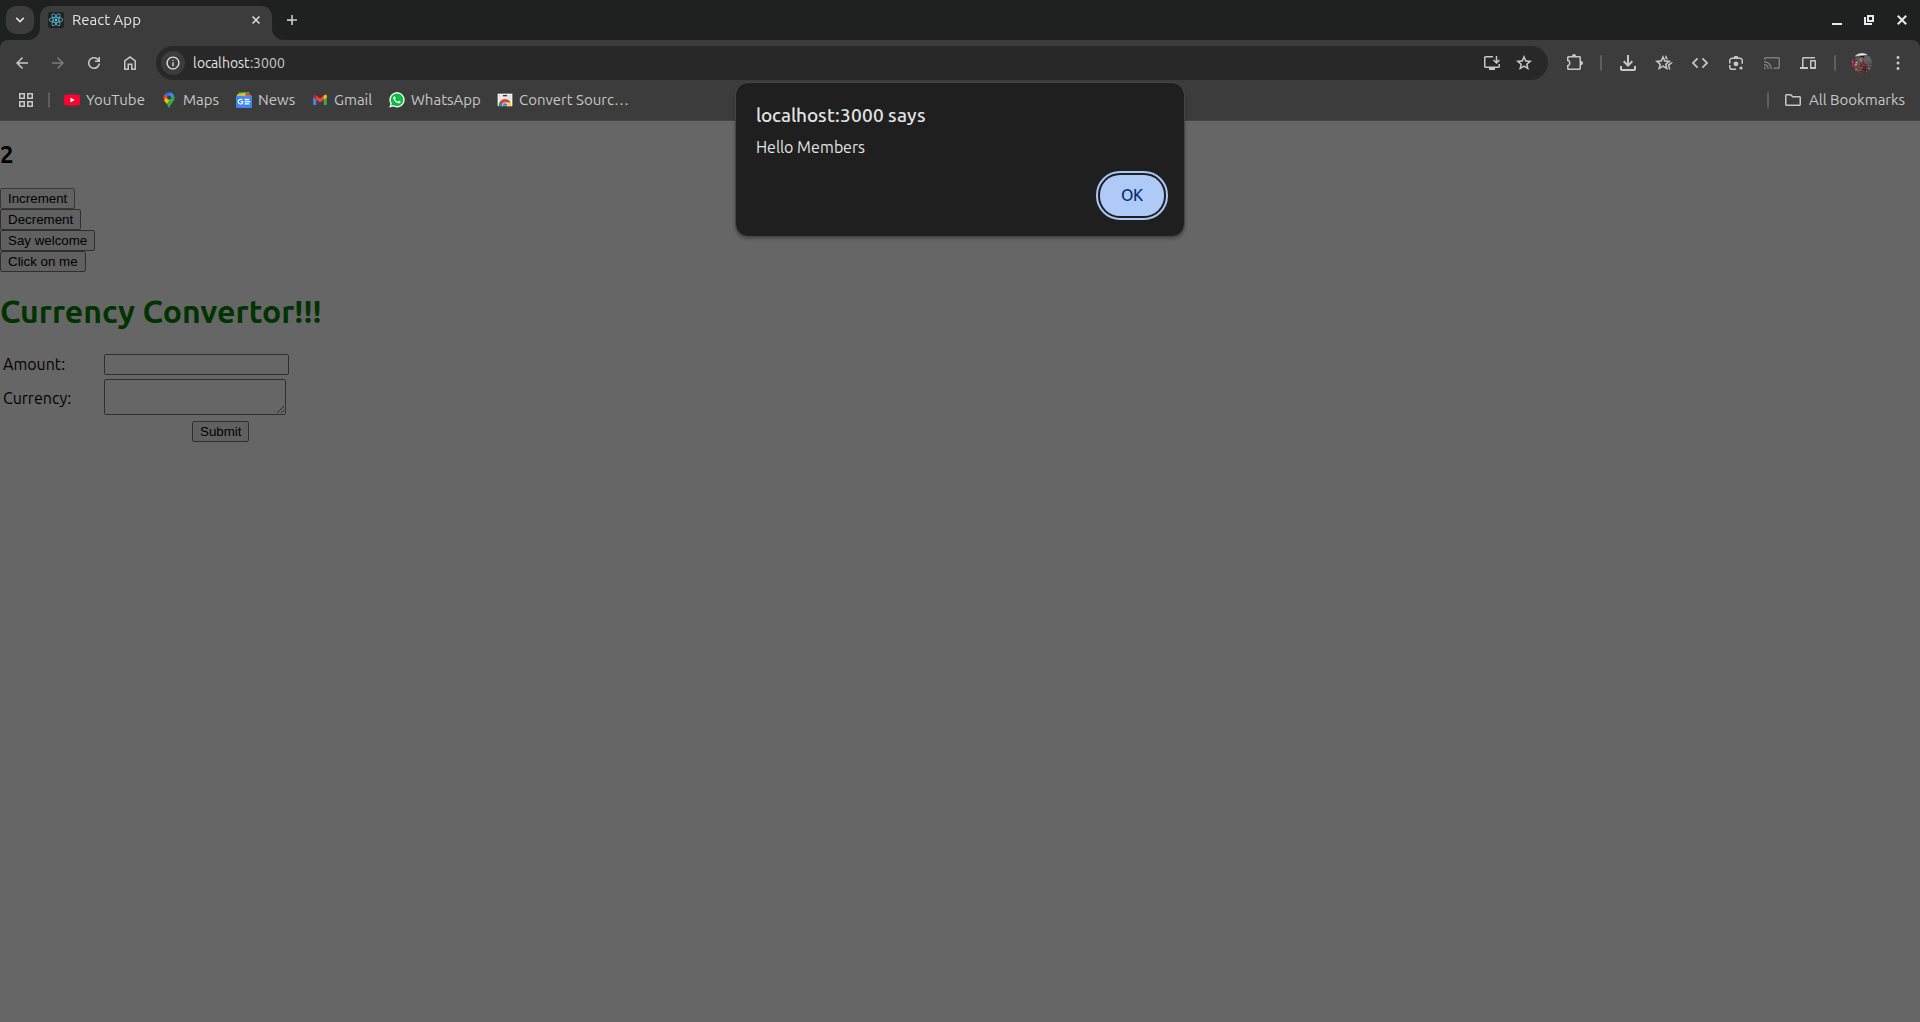 React App
localhost:3000
YouTube Maps News Gmail WhatsApp Convert Sourc... All Bookmarks
localhost:3000 says
Hello Members
OK
2
Increment
Decrement
Say welcome
Click on me
Currency Convertor!!!
Amount:
Currency:
Submit